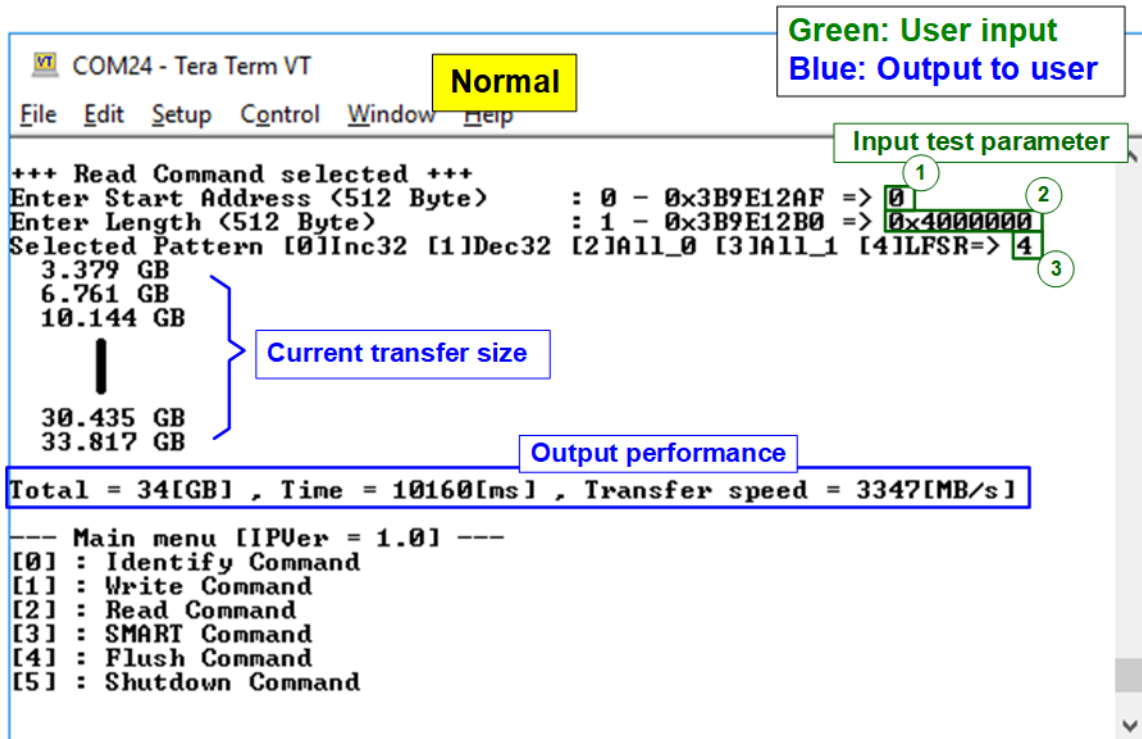 Green: User input
Blue: Output to user
COM24 - Tera Term VT
Normal
File Edit Setup Control Window Help
Input test parameter
+++ Read Command selected +++
1
Enter Start Address (512 Byte) : 0 - 0x3B9E12AF => 0
2
Enter Length (512 Byte) : 1 - 0x3B9E12B0 => 0x4000000
Selected Pattern [0]Inc32 [1]Dec32 [2]All_0 [3]All_1 [4]LFSR=> 4
3
3.379 GB
6.761 GB
10.144 GB
Current transfer size
30.435 GB
33.817 GB
Output performance
Total = 34[GB] , Time = 10160[ms] , Transfer speed = 3347[MB/s]
--- Main menu [IPVer = 1.0] ---
[0] : Identify Command
[1] : Write Command
[2] : Read Command
[3] : SMART Command
[4] : Flush Command
[5] : Shutdown Command